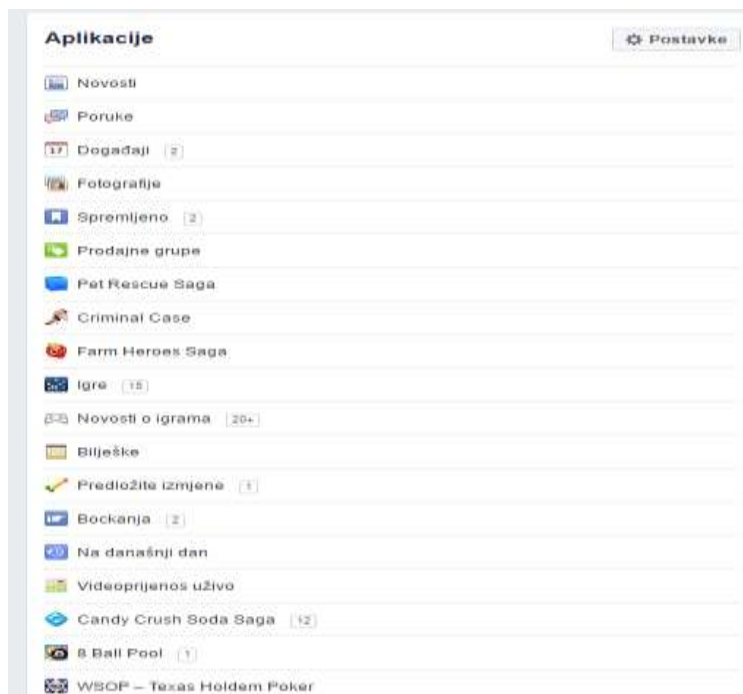 Aplikacije
Postavke
Novosti
Poruke
17 Događaji 2
Fotografije
Spremljeno 2
Prodajne grupe
Pet Rescue Saga
Criminal Case
Farm Heroes Saga
Igre 15
Novosti o igrama 20+
Bilješke
Predložite izmjene 1
Bockanja 2
Na današnji dan
Videoprijenos uživo
Candy Crush Soda Saga 12
8 Ball Pool 1
WSOP – Texas Holdem Poker